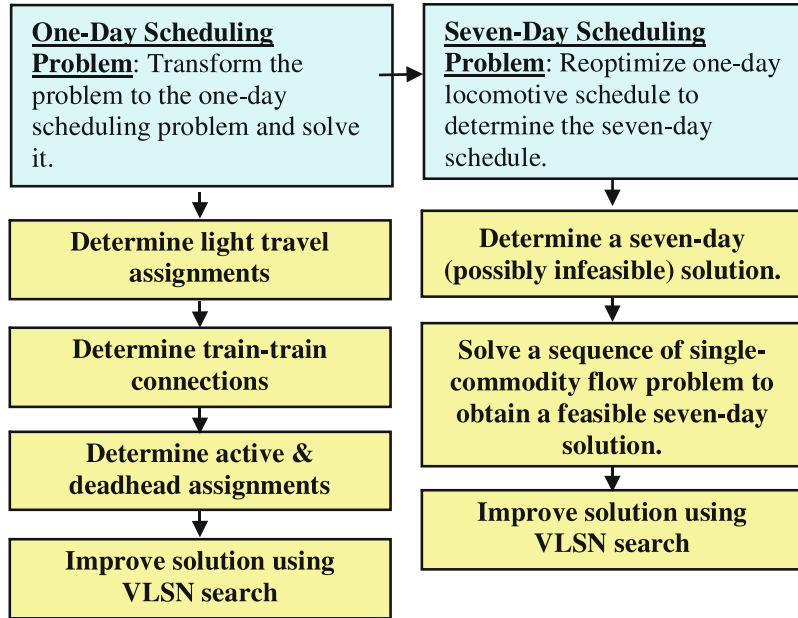 One-Day Scheduling
Problem: Transform the
problem to the one-day
scheduling problem and solve
it.
Determine light travel
assignments
Determine train-train
connections
Determine active &
deadhead assignments
Improve solution using
VLSN search
Seven-Day Scheduling
Problem: Reoptimize one-day
locomotive schedule to
determine the seven-day
schedule.
Determine a seven-day
(possibly infeasible) solution.
Solve a sequence of single-
commodity flow problem to
obtain a feasible seven-day
solution.
Improve solution using
VLSN search